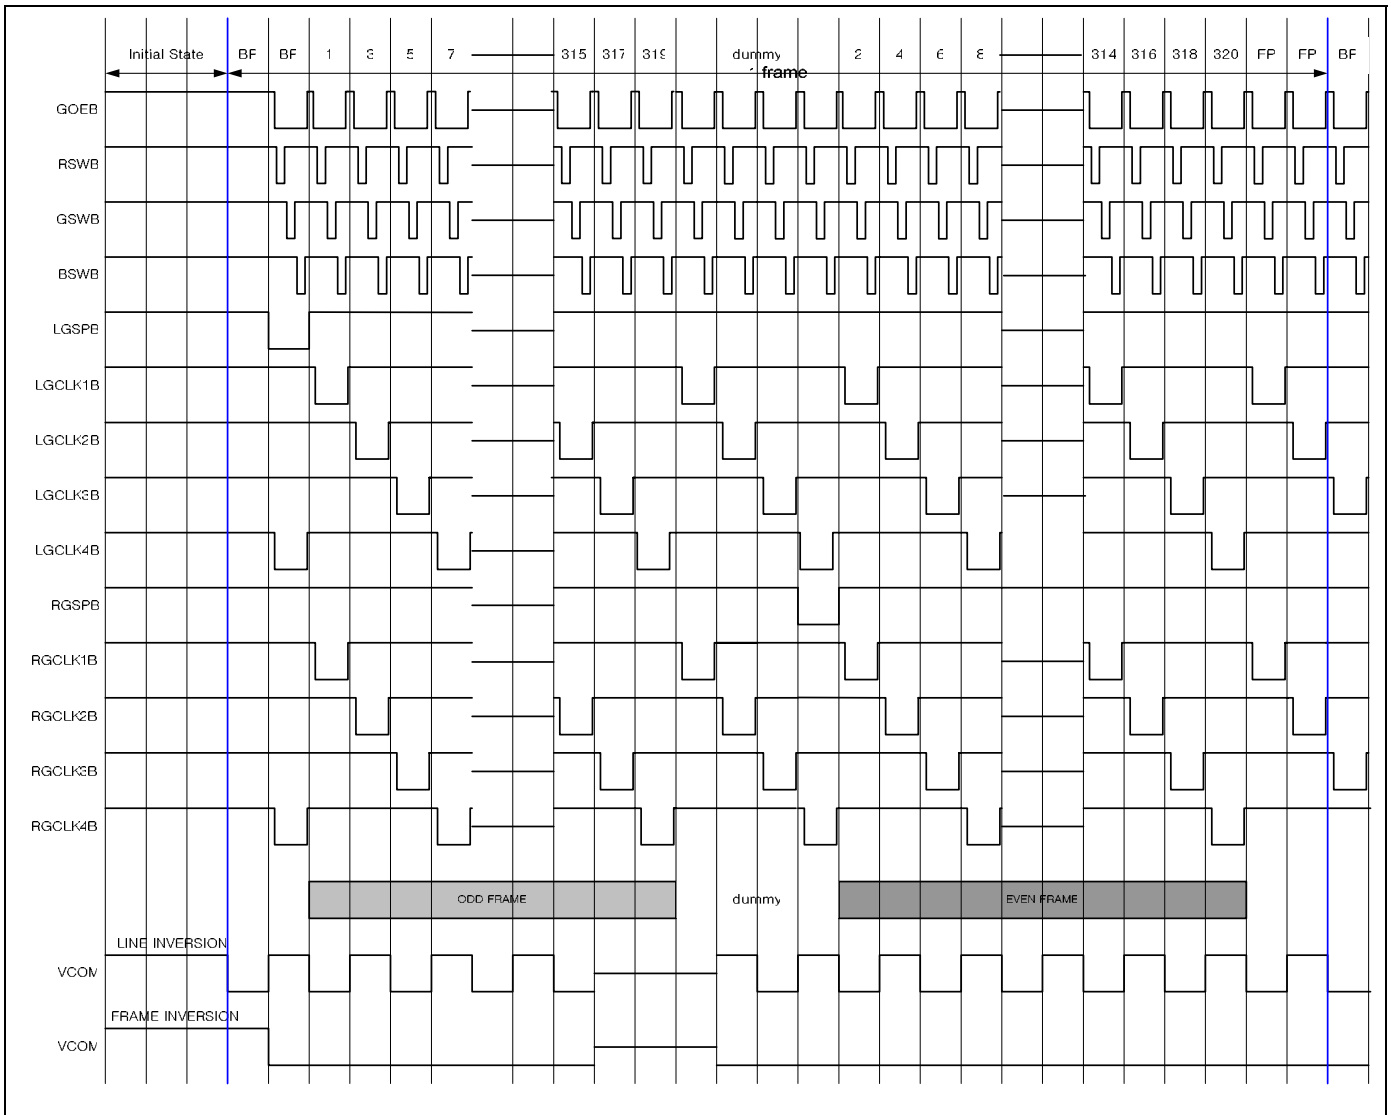 Initial State BF BF 1 3 5 7 315 317 319 dummy 2 4 6 8 314 316 318 320 FP FP BF
1 frame
GOEB
RSWB
GSWB
BSWB
LGSPB
LGCLK1B
LGCLK2B
LGCLK3B
LGCLK4B
RGSPB
RGCLK1B
RGCLK2B
RGCLK3B
RGCLK4B
ODD FRAME dummy EVEN FRAME
LINE INVERSION
VCOM
FRAME INVERSION
VCOM